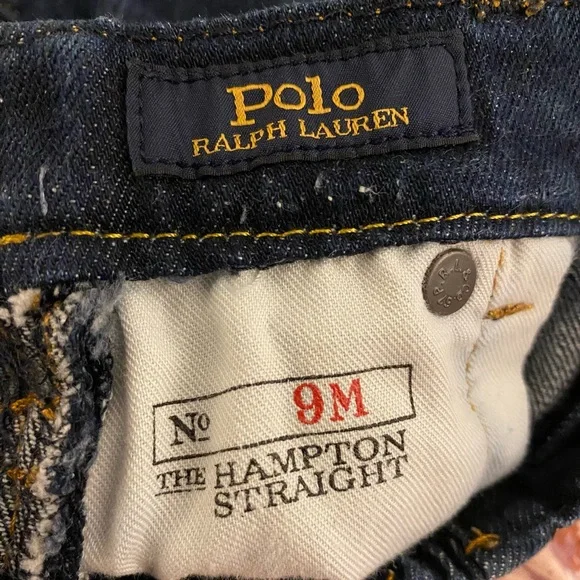 Polo
RALPH LAUREN
No 9M
THE HAMPTON
STRAIGHT